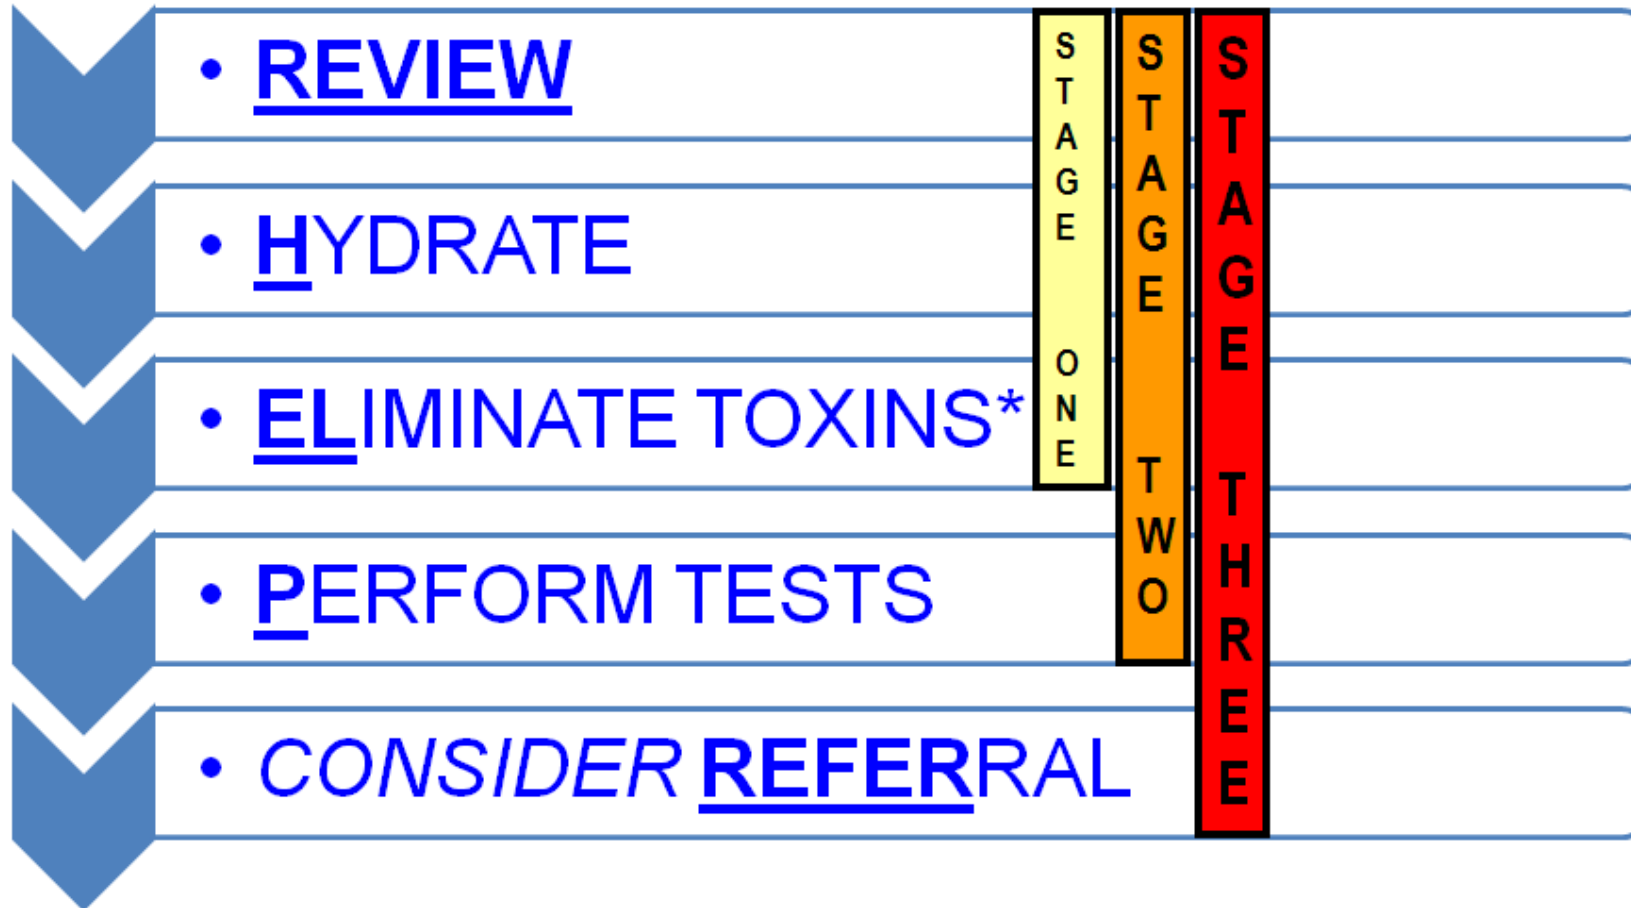 • REVIEW
• HYDRATE
• ELIMINATE TOXINS*
• PERFORM TESTS
• CONSIDER REFERRAL
STAGE ONE
STAGE TWO
STAGE THREE